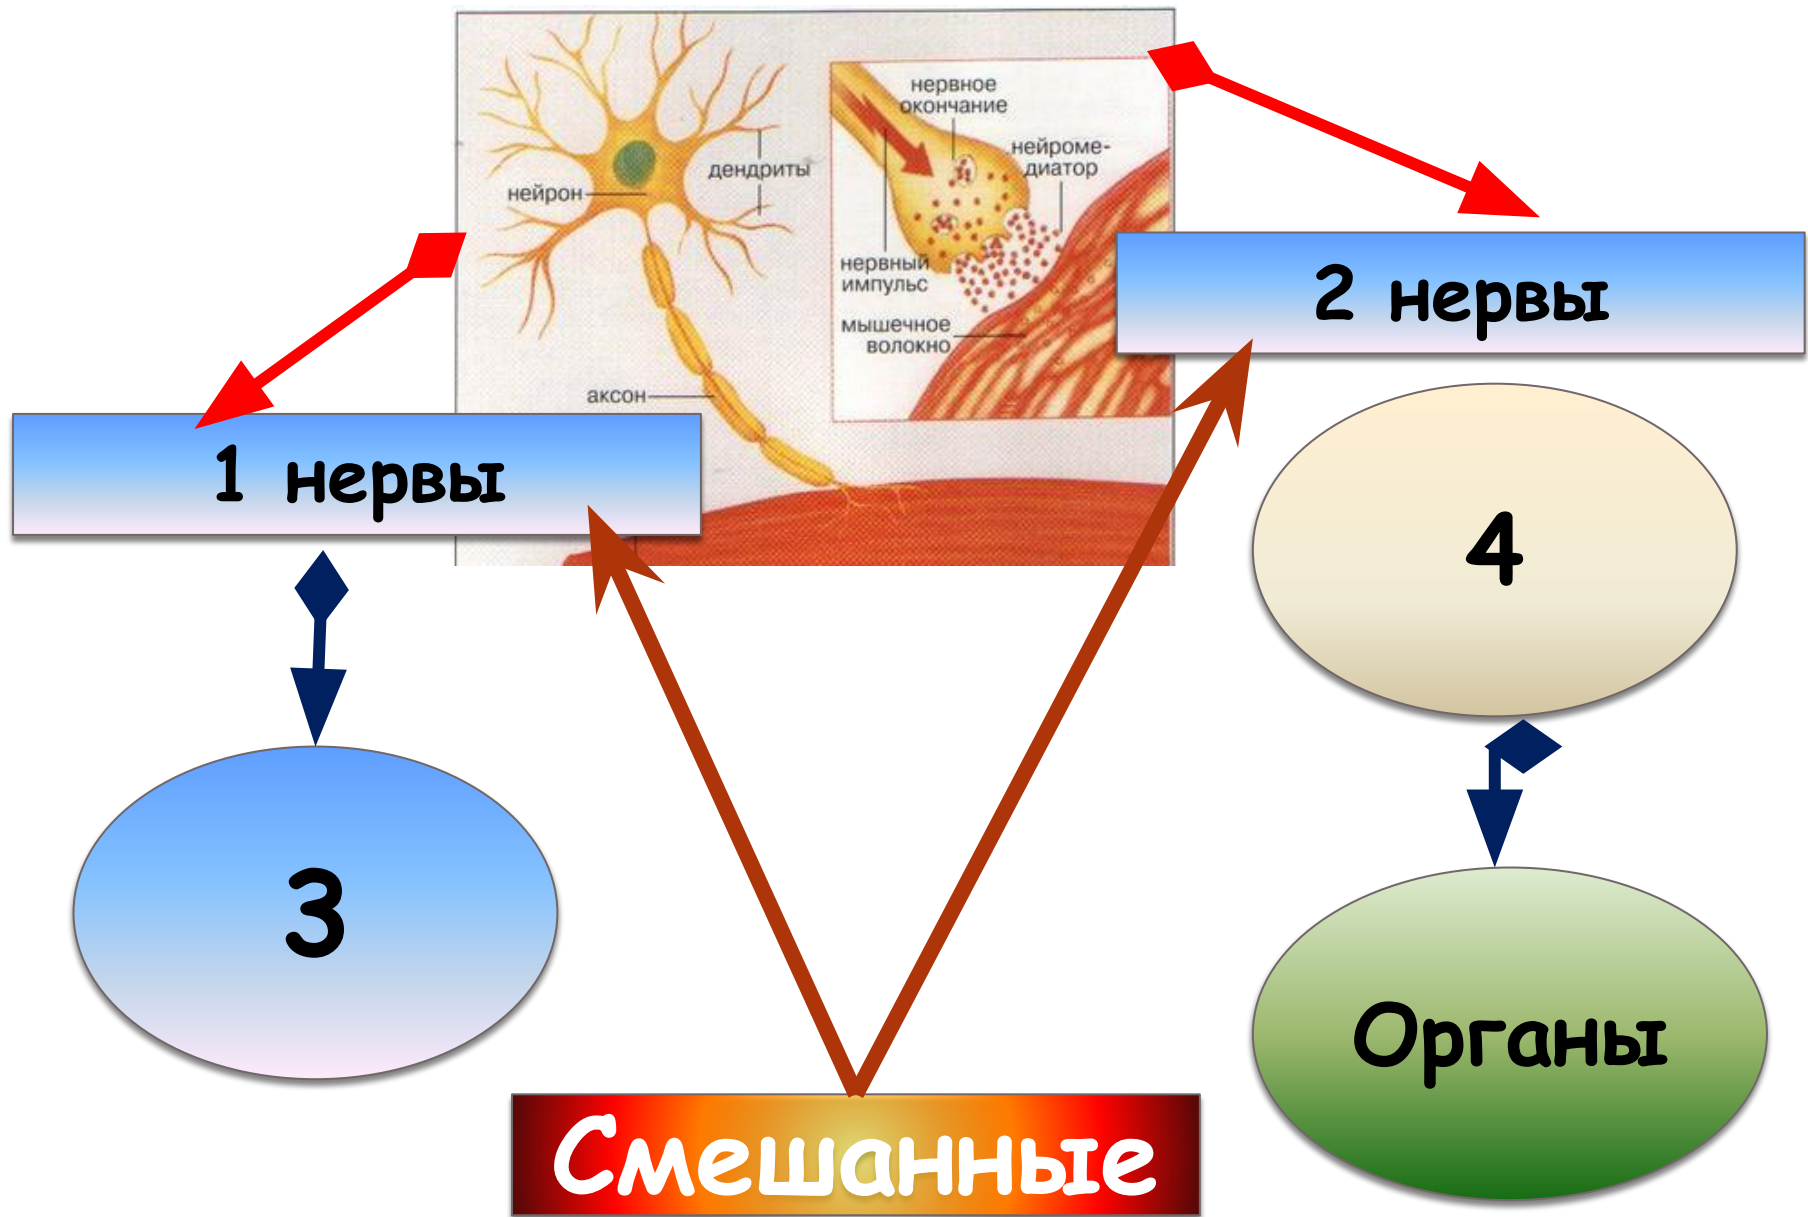 нервное
окончание
нейроме-
диатор
дендриты
нейрон
нервный
импульс
мышечное
волокно
аксон
2 нервы
1 нервы
4
3
Органы
Смешанные